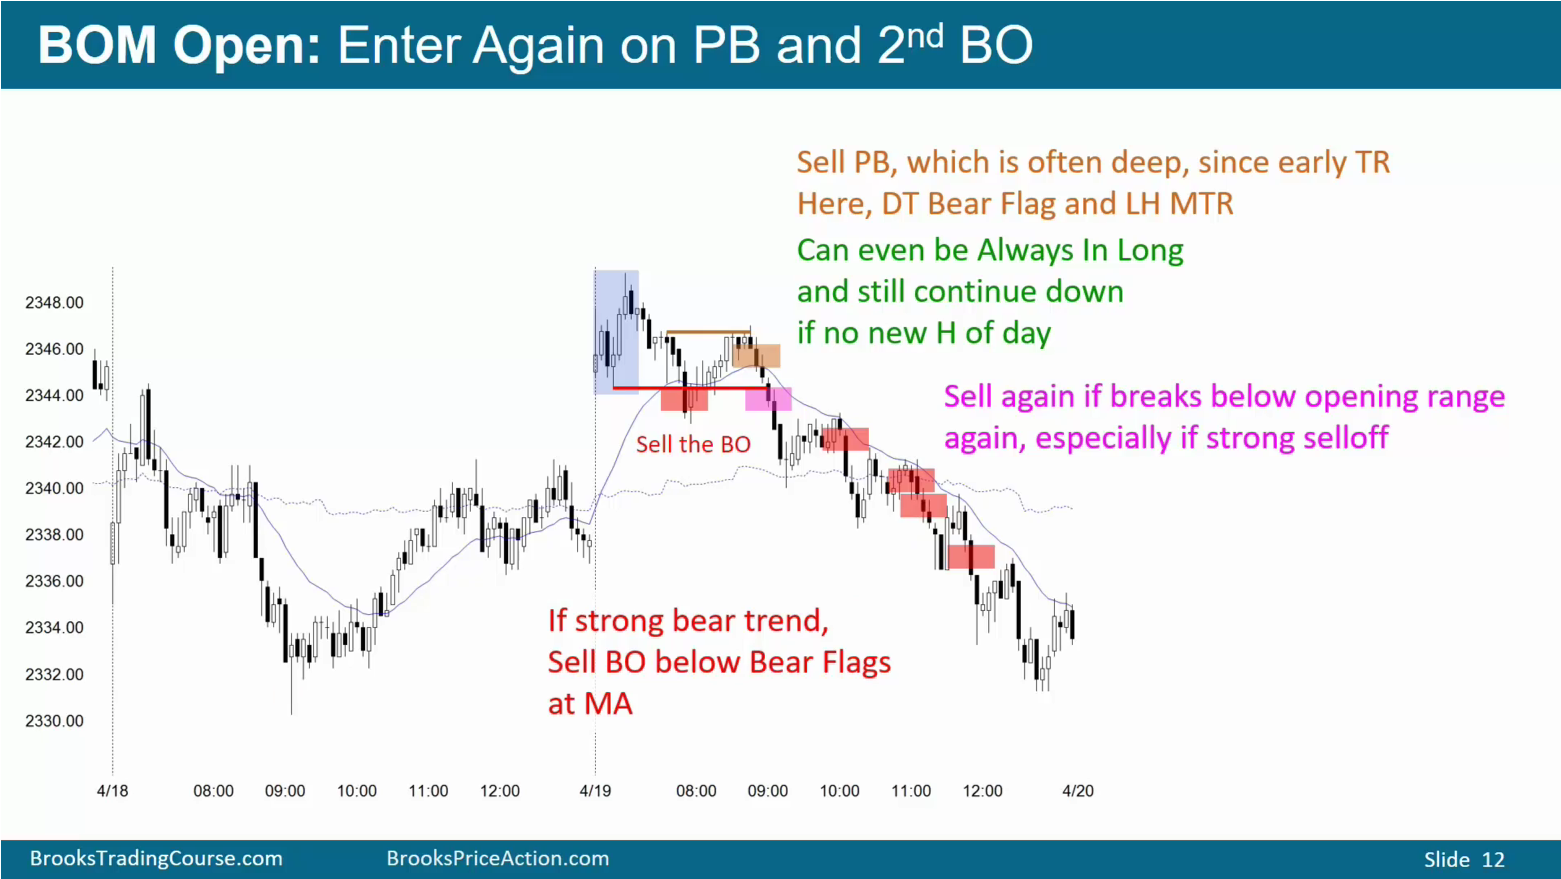 BOM Open: Enter Again on PB and 2nd BO
Sell PB, which is often deep, since early TR
Here, DT Bear Flag and LH MTR
Can even be Always In Long
and still continue down
if no new H of day
Sell again if breaks below opening range
again, especially if strong selloff
Sell the BO
If strong bear trend,
Sell BO below Bear Flags
at MA
2348.00
2346.00
2344.00
2342.00
2340.00
2338.00
2336.00
2334.00
2332.00
2330.00
4/18 08:00 09:00 10:00 11:00 12:00 4/19 08:00 09:00 10:00 11:00 12:00 4/20
BrooksTradingCourse.com BrooksPriceAction.com Slide 12